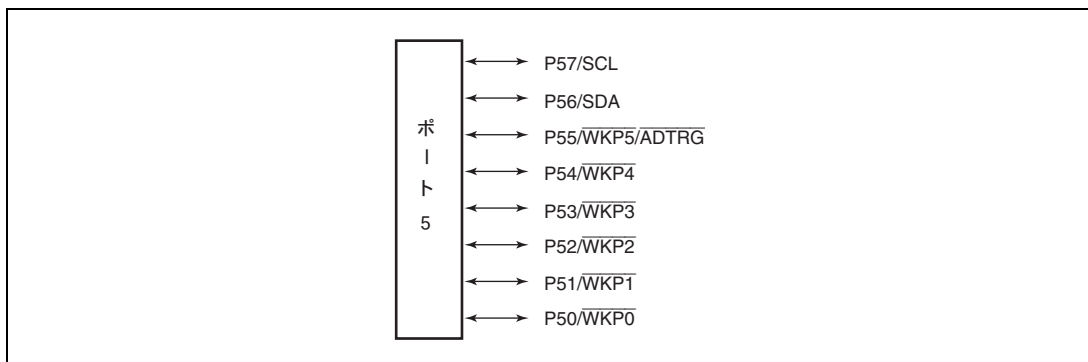 ポート5
P57/SCL
P56/SDA
P55/WKP5/ADTRG
P54/WKP4
P53/WKP3
P52/WKP2
P51/WKP1
P50/WKP0